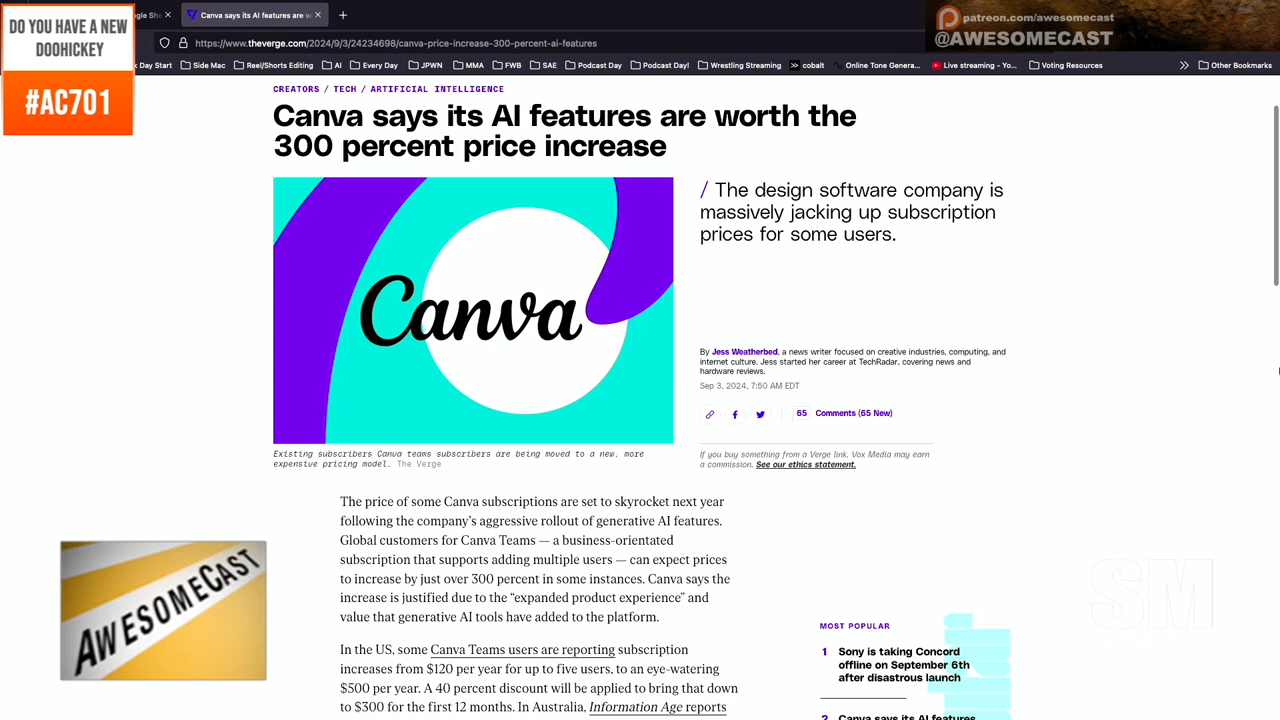 DO YOU HAVE A NEW
DOOHICKEY
#AC701
Canva says its AI features are w
https://www.theverge.com/2024/9/3/24234698/canva-price-increase-300-percent-ai-features
patreon.com/awesomecast
@AWESOMECAST
Day Start Side Mac Reel/Shorts Editing AI Every Day JPWN MMA FWB SAE Podcast Day Podcast Day! Wrestling Streaming cobalt Online Tone Genera... Live streaming - Yo... Voting Resources Other Bookmarks
CREATORS / TECH / ARTIFICIAL INTELLIGENCE
Canva says its AI features are worth the
300 percent price increase
Canva
/ The design software company is
massively jacking up subscription
prices for some users.
By Jess Weatherbed, a news writer focused on creative industries, computing, and
internet culture. Jess started her career at TechRadar, covering news and
hardware reviews.
Sep 3, 2024, 7:50 AM EDT
65 Comments (65 New)
Existing subscribers Canva teams subscribers are being moved to a new, more
expensive pricing model. The Verge
If you buy something from a Verge link, Vox Media may earn
a commission. See our ethics statement.
The price of some Canva subscriptions are set to skyrocket next year
following the company's aggressive rollout of generative AI features.
Global customers for Canva Teams — a business-orientated
subscription that supports adding multiple users — can expect prices
to increase by just over 300 percent in some instances. Canva says the
increase is justified due to the “expanded product experience” and
value that generative AI tools have added to the platform.
In the US, some Canva Teams users are reporting subscription
increases from $120 per year for up to five users, to an eye-watering
$500 per year. A 40 percent discount will be applied to bring that down
to $300 for the first 12 months. In Australia, Information Age reports
AWESOMECAST
SM
MOST POPULAR
1 Sony is taking Concord
offline on September 6th
after disastrous launch
2 Canva says its AI features